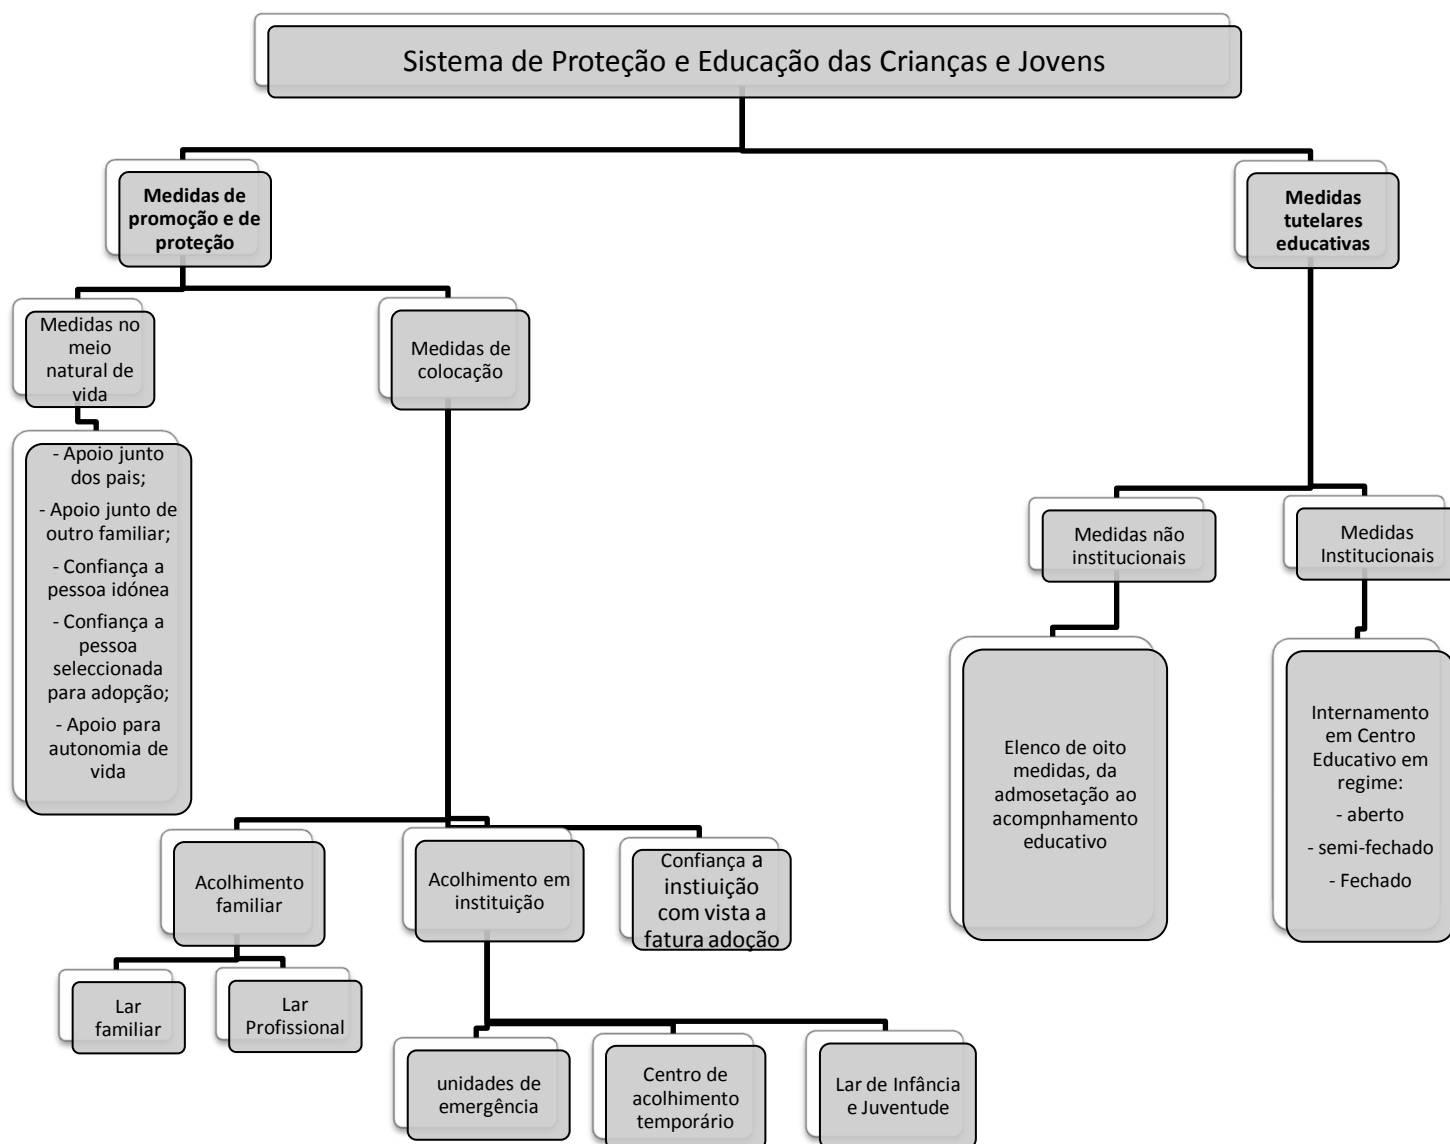 Sistema de Proteção e Educação das Crianças e Jovens
Medidas de
promoção e de
proteção
Medidas
tutelares
educativas
Medidas no
meio
natural de
vida
Medidas de
colocação
- Apoio junto
dos pais;
- Apoio junto de
outro familiar;
- Confiança a
pessoa idónea
- Confiança a
pessoa
seleccionada
para adopção;
- Apoio para
autonomia de
vida
Medidas não
institucionais
Medidas
Institucionais
Elenco de oito
medidas, da
admosetação ao
acompnhamento
educativo
Internamento
em Centro
Educativo em
regime:
- aberto
- semi-fechado
- Fechado
Acolhimento
familiar
Acolhimento em
instituição
Confiança a
instiuição
com vista a
fatura adoção
Lar
familiar
Lar
Profissional
unidades de
emergência
Centro de
acolhimento
temporário
Lar de Infância
e Juventude